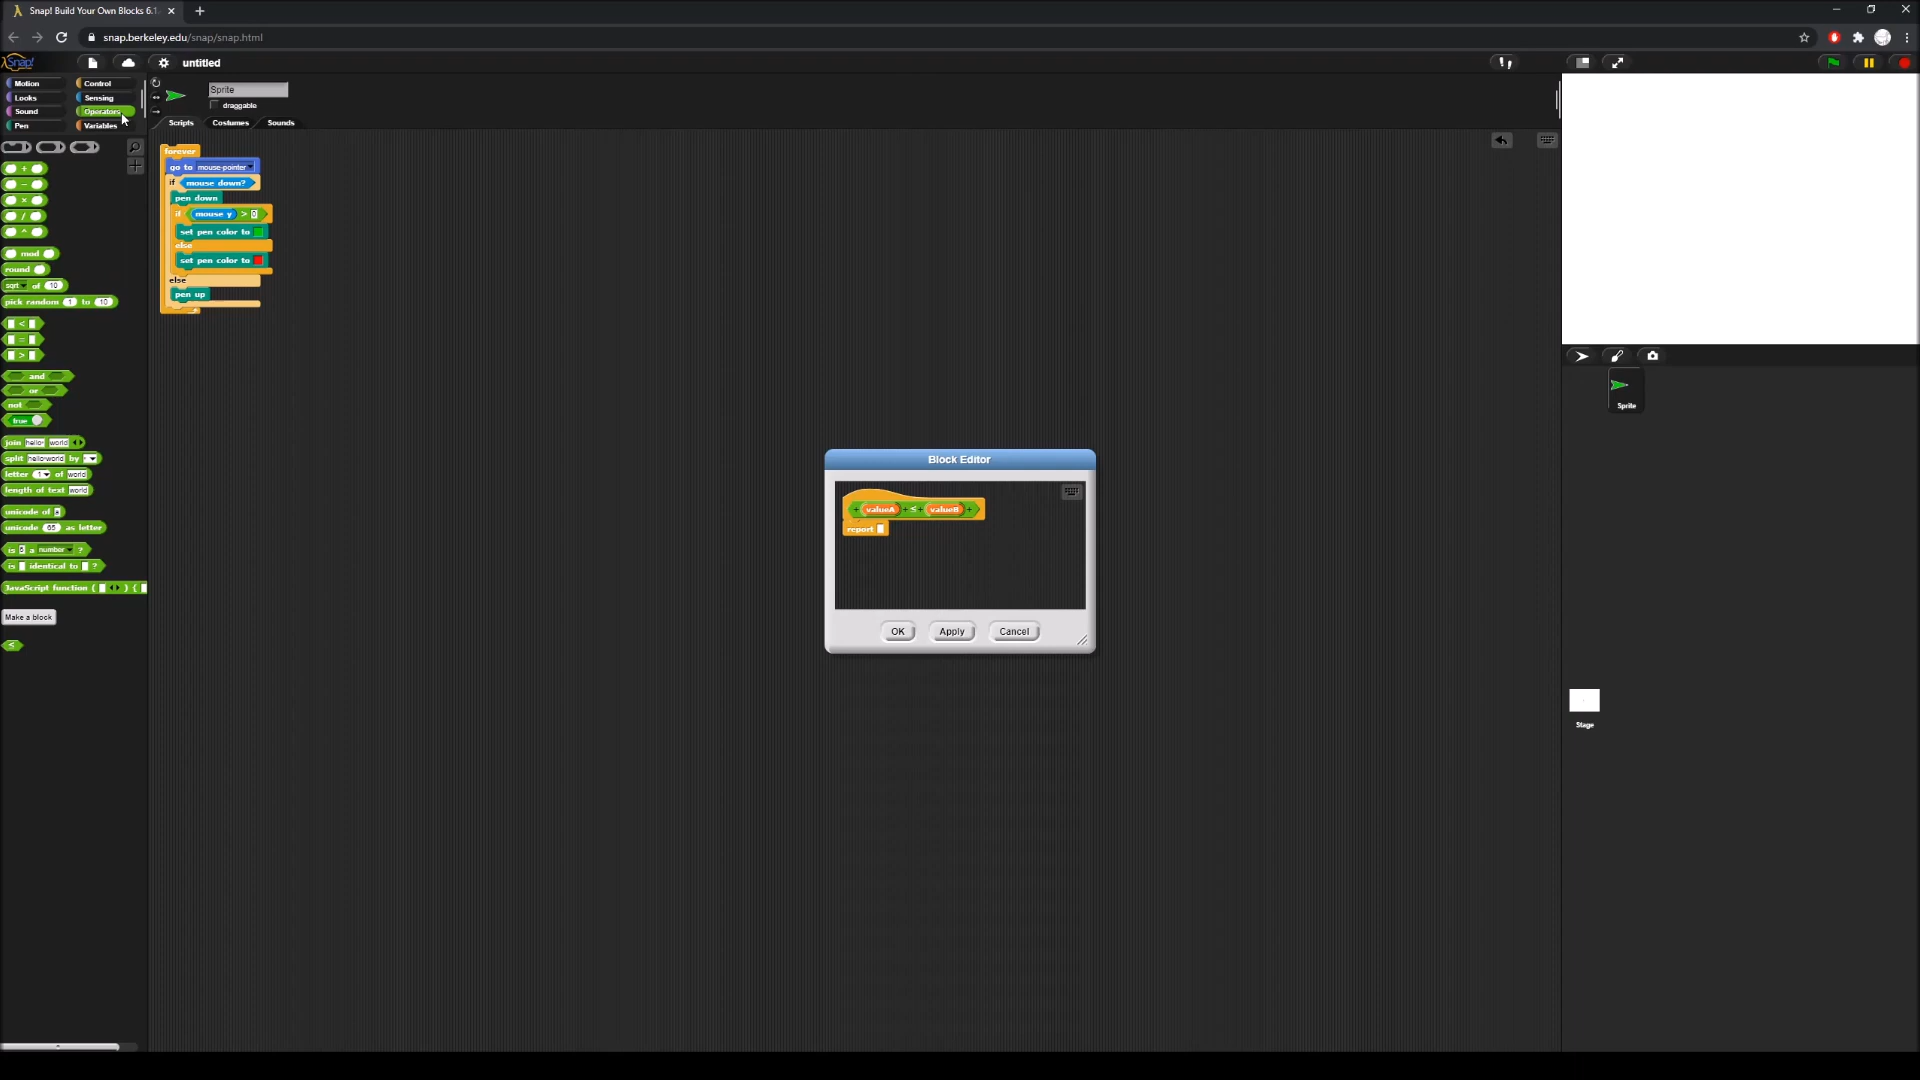 Snap! Build Your Own Blocks 6.1.
snap.berkeley.edu/snap/snap.html
Snap!
untitled
Motion Control
Looks Sensing
Sound Operators
Pen Variables
Sprite
draggable
Scripts Costumes Sounds
+
−
×
/
^
mod
round
sqrt of 10
pick random 1 to 10
<
=
>
and
or
not
true
join hello world
split hello world by
letter 1 of world
length of text world
unicode of a
unicode 65 as letter
is 5 a number ?
is identical to ?
JavaScript function ( ) {
Make a block
≤
forever
go to mouse-pointer
if mouse down?
pen down
if mouse y > 0
set pen color to
else
set pen color to
else
pen up
Block Editor
+ valueA + ≤ + valueB +
report
OK Apply Cancel
Sprite
Stage